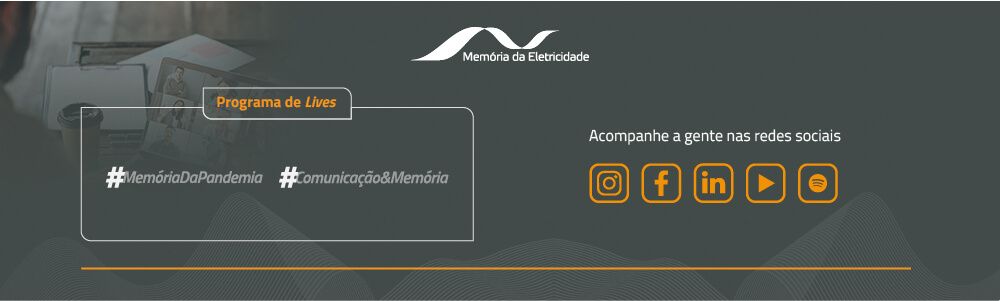 Memória da Eletricidade
Programa de Lives
#MemóriaDaPandemia
#Comunicação&Memória
Acompanhe a gente nas redes sociais